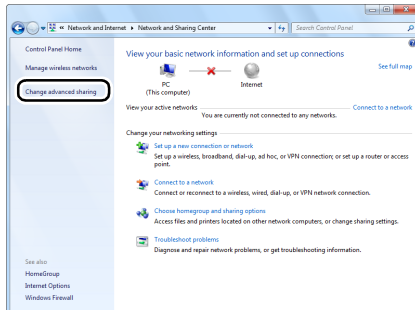 « Network and Internet ▸ Network and Sharing Center
Search Control Panel
Control Panel Home
Manage wireless networks
Change advanced sharing
View your basic network information and set up connections
See full map
PC
(This computer)
Internet
View your active networks
Connect to a network
You are currently not connected to any networks.
Change your networking settings
Set up a new connection or network
Set up a wireless, broadband, dial-up, ad hoc, or VPN connection; or set up a router or access
point.
Connect to a network
Connect or reconnect to a wireless, wired, dial-up, or VPN network connection.
Choose homegroup and sharing options
Access files and printers located on other network computers, or change sharing settings.
Troubleshoot problems
Diagnose and repair network problems, or get troubleshooting information.
See also
HomeGroup
Internet Options
Windows Firewall